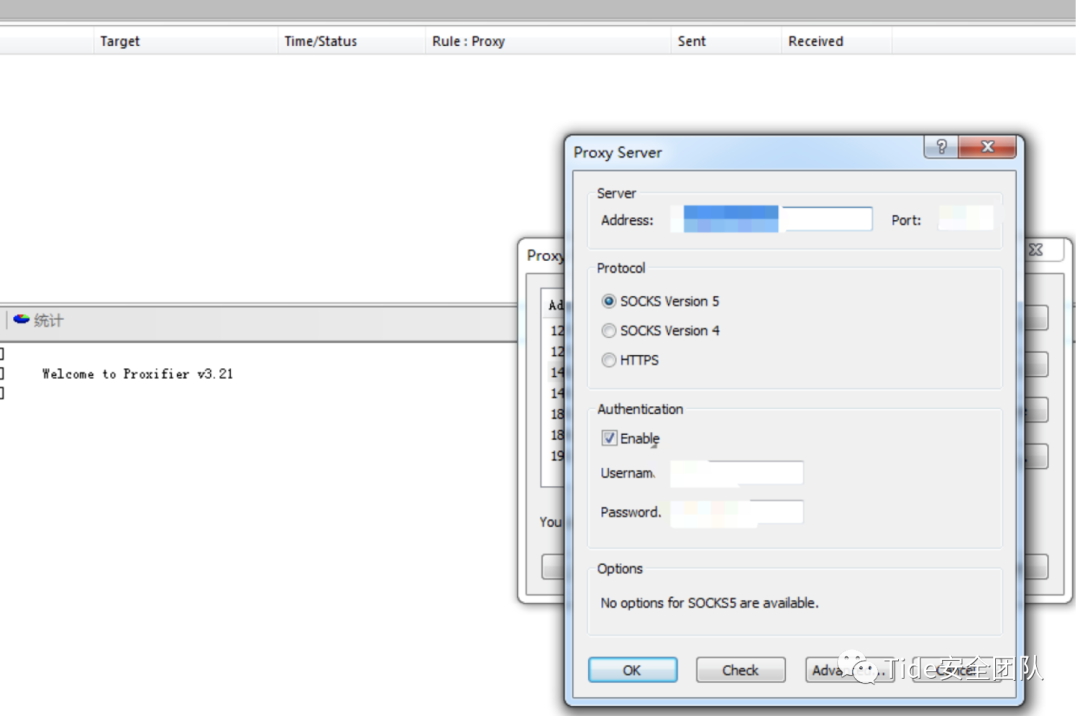 Target Time/Status Rule : Proxy Sent Received
Proxy Server
Server
Address: Port:
Proxy
Protocol
SOCKS Version 5
Ad
SOCKS Version 4
统计
12
12
HTTPS
Welcome to Proxifier v3.21
14
14
Authentication
18
Enable
18
19
Usernam
Password.
You
Options
No options for SOCKS5 are available.
OK Check Adva
Tide安全团队